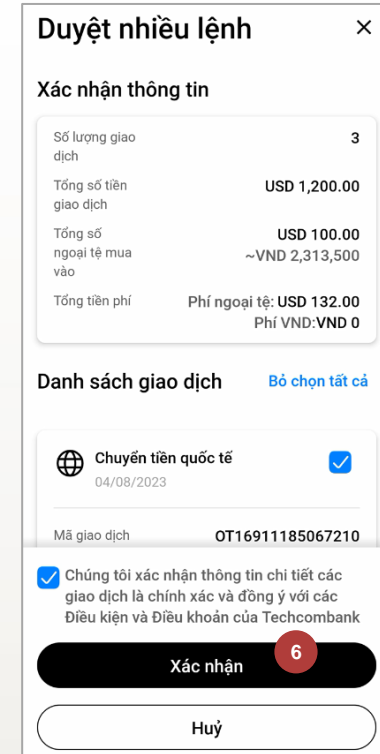 Duyệt nhiều lệnh
Xác nhận thông tin
Số lượng giao dịch 3
Tổng số tiền giao dịch USD 1,200.00
Tổng số ngoại tệ mua vào USD 100.00
~VND 2,313,500
Tổng tiền phí Phí ngoại tệ: USD 132.00
Phí VND:VND 0
Danh sách giao dịch Bỏ chọn tất cả
Chuyển tiền quốc tế
04/08/2023
Mã giao dịch OT16911185067210
Chúng tôi xác nhận thông tin chi tiết các
giao dịch là chính xác và đồng ý với các
Điều kiện và Điều khoản của Techcombank
6
Xác nhận
Huỷ